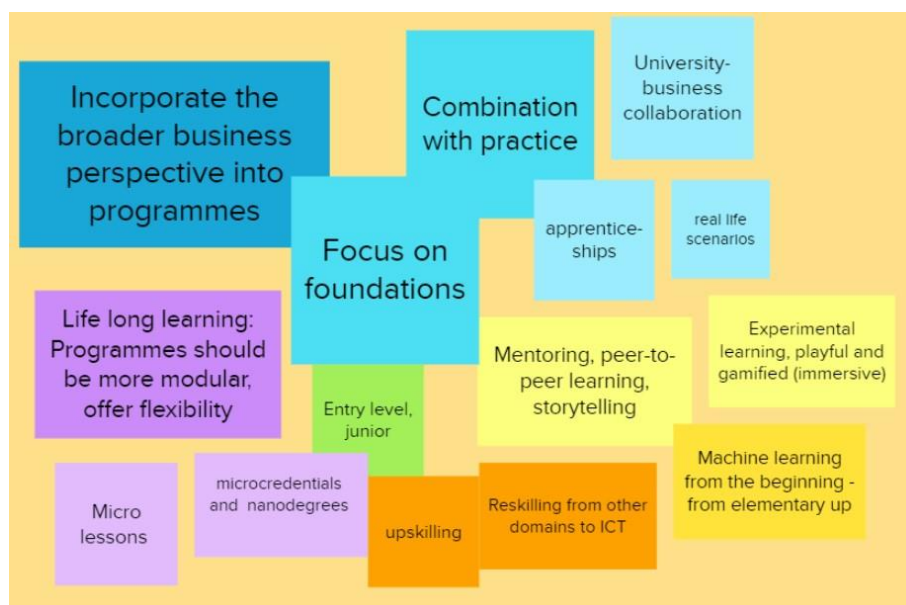 Incorporate the
broader business
perspective into
programmes
Combination
with practice
University-
business
collaboration
Focus on
foundations
apprentice-
ships
real life
scenarios
Life long learning:
Programmes should
be more modular,
offer flexibility
Mentoring, peer-to-
peer learning,
storytelling
Experimental
learning, playful and
gamified (immersive)
Entry level,
junior
Micro
lessons
microcredentials
and nanodegrees
upskilling
Reskilling from other
domains to ICT
Machine learning
from the beginning -
from elementary up